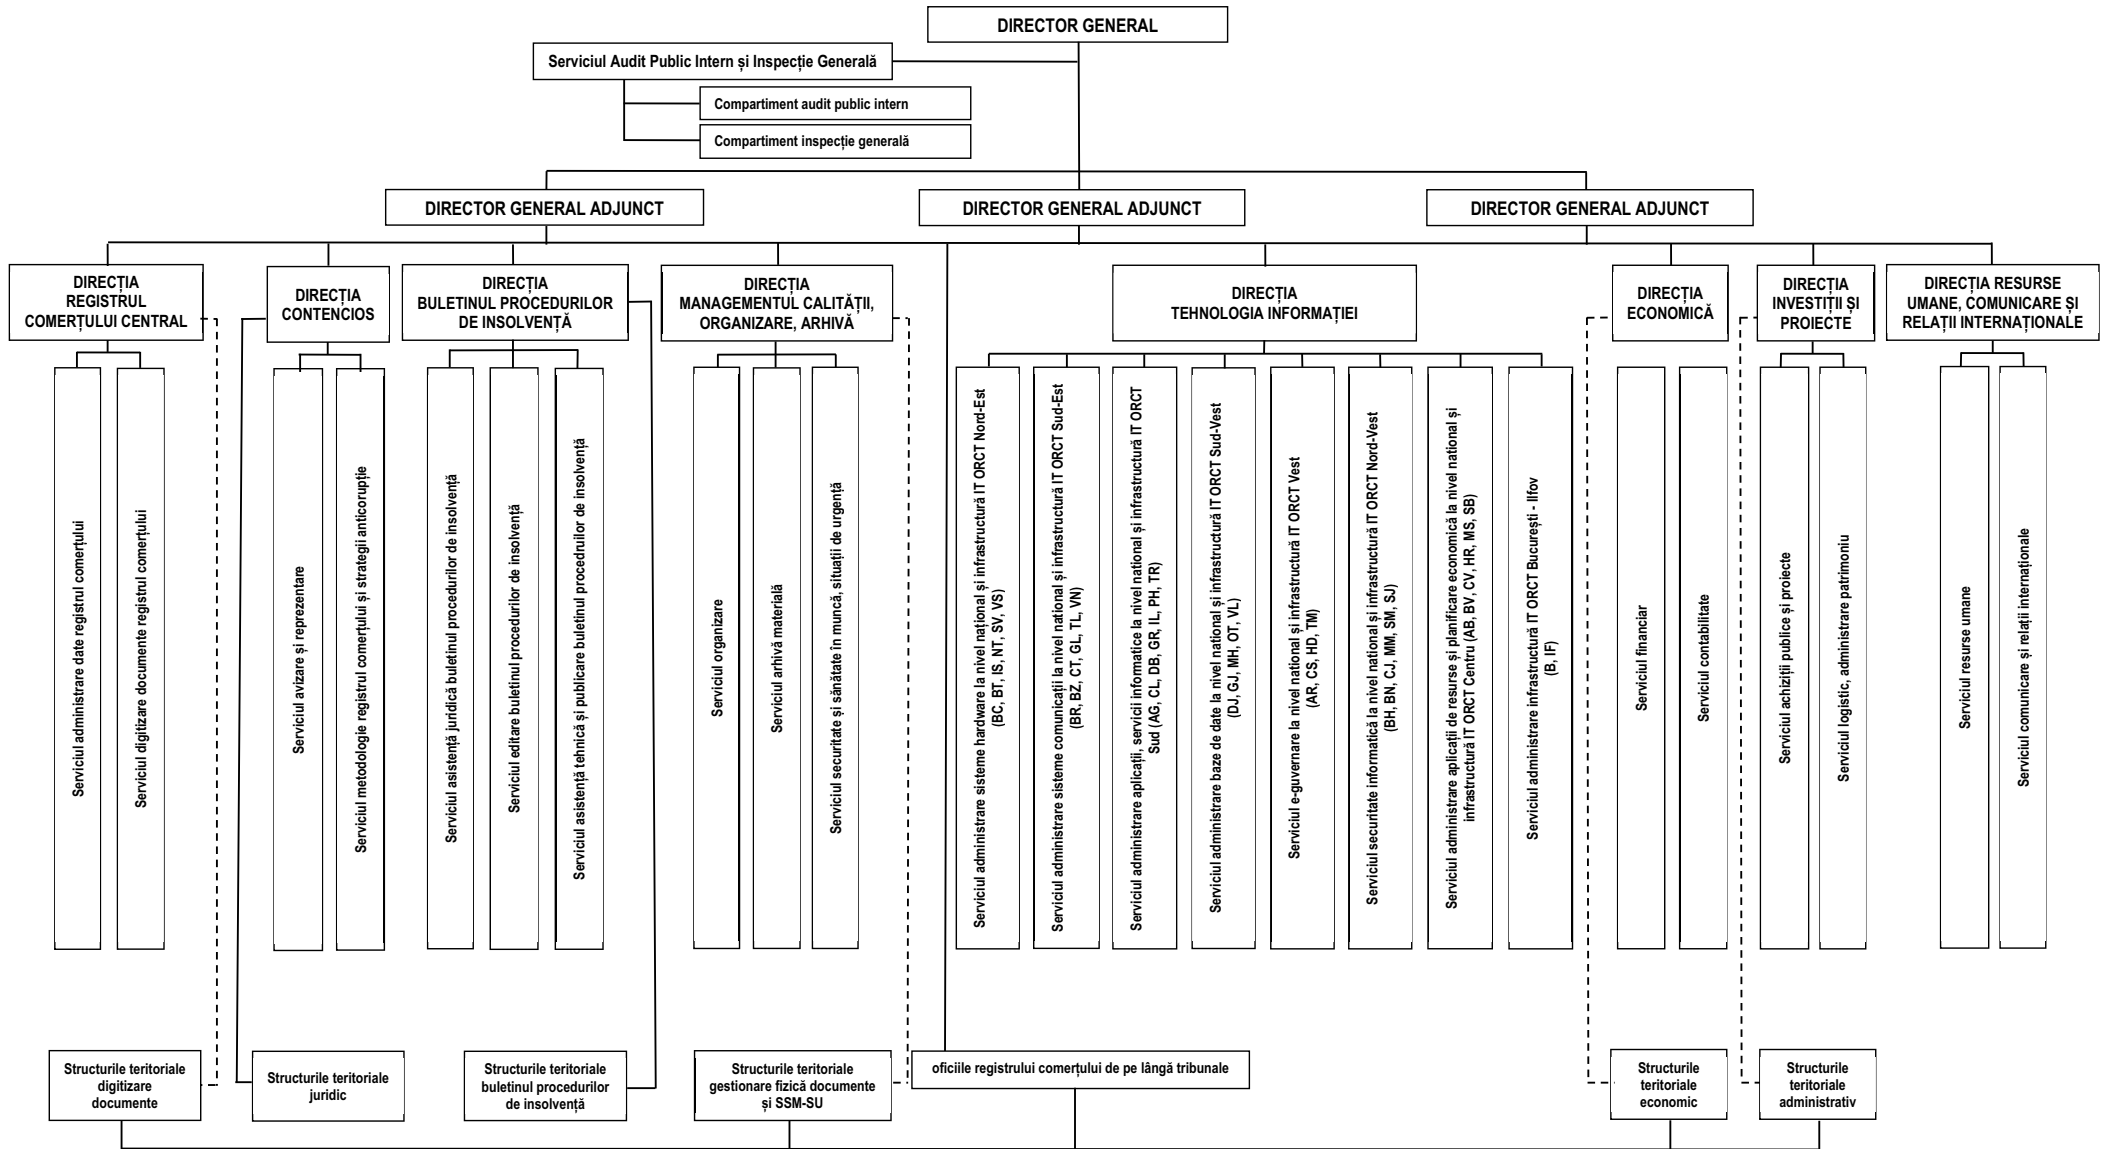 DIRECTOR GENERAL
Serviciul Audit Public Intern și Inspecție Generală
Compartiment audit public intern
Compartiment inspecție generală
DIRECTOR GENERAL ADJUNCT
DIRECTOR GENERAL ADJUNCT
DIRECTOR GENERAL ADJUNCT
DIRECȚIA
REGISTRUL
COMERȚULUI CENTRAL
DIRECȚIA
CONTENCIOS
DIRECȚIA
BULETINUL PROCEDURILOR
DE INSOLVENȚĂ
DIRECȚIA
MANAGEMENTUL CALITĂȚII,
ORGANIZARE, ARHIVĂ
DIRECȚIA
TEHNOLOGIA INFORMAȚIEI
DIRECȚIA
ECONOMICĂ
DIRECȚIA
INVESTIȚII ȘI
PROIECTE
DIRECȚIA RESURSE
UMANE, COMUNICARE ȘI
RELAȚII INTERNAȚIONALE
Serviciul administrare date registrul comerțului
Serviciul digitizare documente registrul comerțului
Serviciul avizare și reprezentare
Serviciul metodologie registrul comerțului și strategii anticorupție
Serviciul asistență juridică buletinul procedurilor de insolvență
Serviciul editare buletinul procedurilor de insolvență
Serviciul asistență tehnică și publicare buletinul procedruilor de insolvență
Serviciul organizare
Serviciul arhivă materială
Serviciul securitate și sănătate în muncă, situații de urgență
Serviciul administrare sisteme hardware la nivel național și infrastructură IT ORCT Nord-Est
(BC, BT, IS, NT, SV, VS)
Serviciul administrare sisteme comunicații la nivel national și infrastructură IT ORCT Sud-Est
(BR, BZ, CT, GL, TL, VN)
Serviciul administrare aplicații, servicii informatice la nivel national și infrastructură IT ORCT
Sud (AG, CL, DB, GR, IL, PH, TR)
Serviciul administrare baze de date la nivel national și infrastructură IT ORCT Sud-Vest
(DJ, GJ, MH, OT, VL)
Serviciul e-guvernare la nivel national și infrastructură IT ORCT Vest
(AR, CS, HD, TM)
Serviciul securitate informatică la nivel national și infrastructură IT ORCT Nord-Vest
(BH, BN, CJ, MM, SM, SJ)
Serviciul administrare aplicații de resurse și planificare economică la nivel național și
infrastructură IT ORCT Centru (AB, BV, CV, HR, MS, SB)
Serviciul administrare infrastructură IT ORCT București - Ilfov
(B, IF)
Serviciul financiar
Serviciul contabilitate
Serviciul achiziții publice și proiecte
Serviciul logistic, administrare patrimoniu
Serviciul resurse umane
Serviciul comunicare și relații internaționale
Structurile teritoriale
digitizare
documente
Structurile teritoriale
juridic
Structurile teritoriale
buletinul procedurilor
de insolvență
Structurile teritoriale
gestionare fizică documente
și SSM-SU
oficiile registrului comerțului de pe lângă tribunale
Structurile
teritoriale
economic
Structurile
teritoriale
administrativ